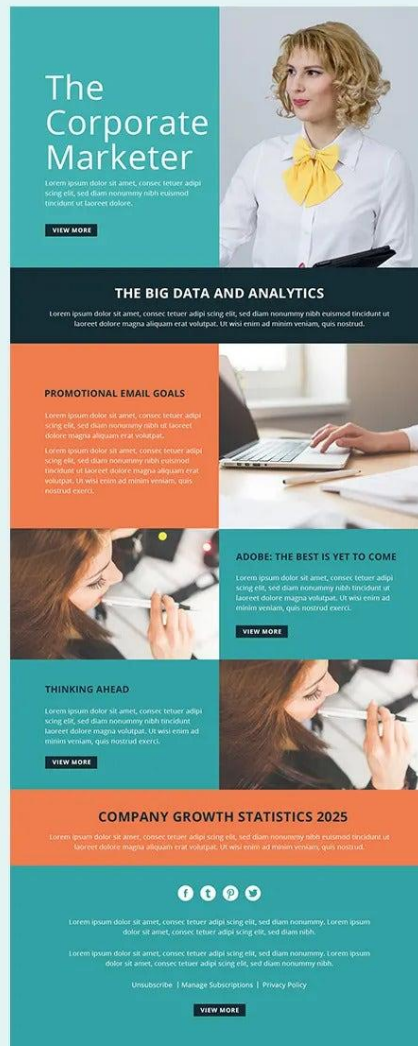 The
Corporate
Marketer
Lorem ipsum dolor sit amet, consec tetuer adipi
scing elit, sed diam nonummy nibh euismod
tincidunt ut laoreet dolore.
VIEW MORE
THE BIG DATA AND ANALYTICS
Lorem ipsum dolor sit amet, consec tetuer adipi scing elit, sed diam nonummy nibh euismod tincidunt ut
laoreet dolore magna aliquam erat volutpat. Ut wisi enim ad minim veniam, quis nostrud.
PROMOTIONAL EMAIL GOALS
Lorem ipsum dolor sit amet, consec tetuer adipi
scing elit, sed diam nonummy nibh ut laoreet
dolore magna aliquam erat volutpat.
Lorem ipsum dolor sit amet, consec tetuer adipi
scing elit, sed diam nonummy nibh euismod
tincidunt ut laoreet dolore magna aliquam erat
volutpat. Ut wisi enim ad minim veniam, quis
nostrud exerci.
ADOBE: THE BEST IS YET TO COME
Lorem ipsum dolor sit amet, consec tetuer adipi
scing elit, sed diam nonummy nibh tincidunt ut
laoreet dolore magna volutpat. Ut wisi enim ad
minim veniam, quis nostrud exerci.
VIEW MORE
THINKING AHEAD
Lorem ipsum dolor sit amet, consec tetuer adipi
scing elit, sed diam nonummy nibh tincidunt ut
laoreet dolore magna volutpat. Ut wisi enim ad
minim veniam, quis nostrud exerci.
VIEW MORE
COMPANY GROWTH STATISTICS 2025
Lorem ipsum dolor sit amet, consec tetuer adipi scing elit, sed diam nonummy nibh euismod tincidunt ut
laoreet dolore magna aliquam erat volutpat. Ut wisi enim ad minim veniam, quis nostrud.
Lorem ipsum dolor sit amet, consec tetuer adipi scing elit, sed diam nonummy. Lorem ipsum
dolor sit amet, consec tetuer adipi scing elit, sed diam nibh.
Lorem ipsum dolor sit amet, consec tetuer adipi scing elit, sed diam nonummy. Lorem ipsum
dolor sit amet, consec tetuer adipi scing elit, sed diam nonummy nibh.
Unsubscribe | Manage Subscriptions | Privacy Policy
VIEW MORE